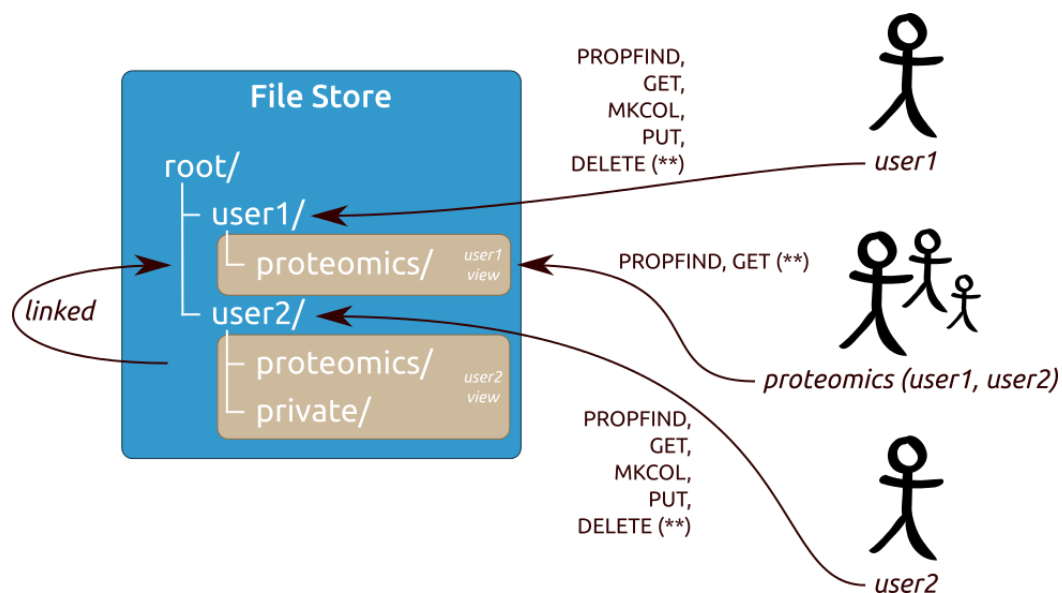 File Store
root/
user1/
proteomics/
user1
view
user2/
proteomics/
private/
user2
view
linked
PROPFIND,
GET,
MKCOL,
PUT,
DELETE (**)
user1
PROPFIND, GET (**)
proteomics (user1, user2)
PROPFIND,
GET,
MKCOL,
PUT,
DELETE (**)
user2